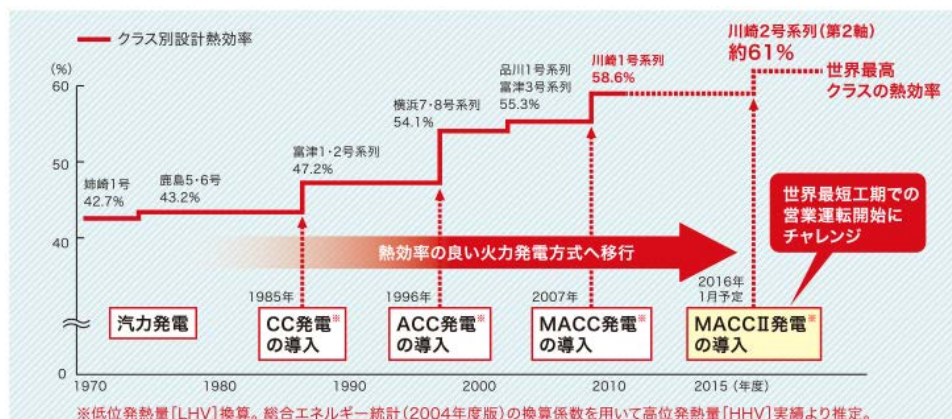 クラス別設計熱効率
(%)
60
50
40
0
姉崎1号
42.7%
鹿島5・6号
43.2%
富津1・2号系列
47.2%
横浜7・8号系列
54.1%
品川1号系列
富津3号系列
55.3%
川崎1号系列
58.6%
川崎2号系列(第2軸)
約61%
世界最高
クラスの熱効率
世界最短工期での
営業運転開始に
チャレンジ
熱効率の良い火力発電方式へ移行
汽力発電
1985年
CC発電※
の導入
1996年
ACC発電※
の導入
2007年
MACC発電※
の導入
2016年
1月予定
MACCⅡ発電※
の導入
1970
1980
1990
2000
2010
2015(年度)
※低位発熱量[LHV]換算。総合エネルギー統計(2004年度版)の換算係数を用いて高位発熱量[HHV]実績より推定。